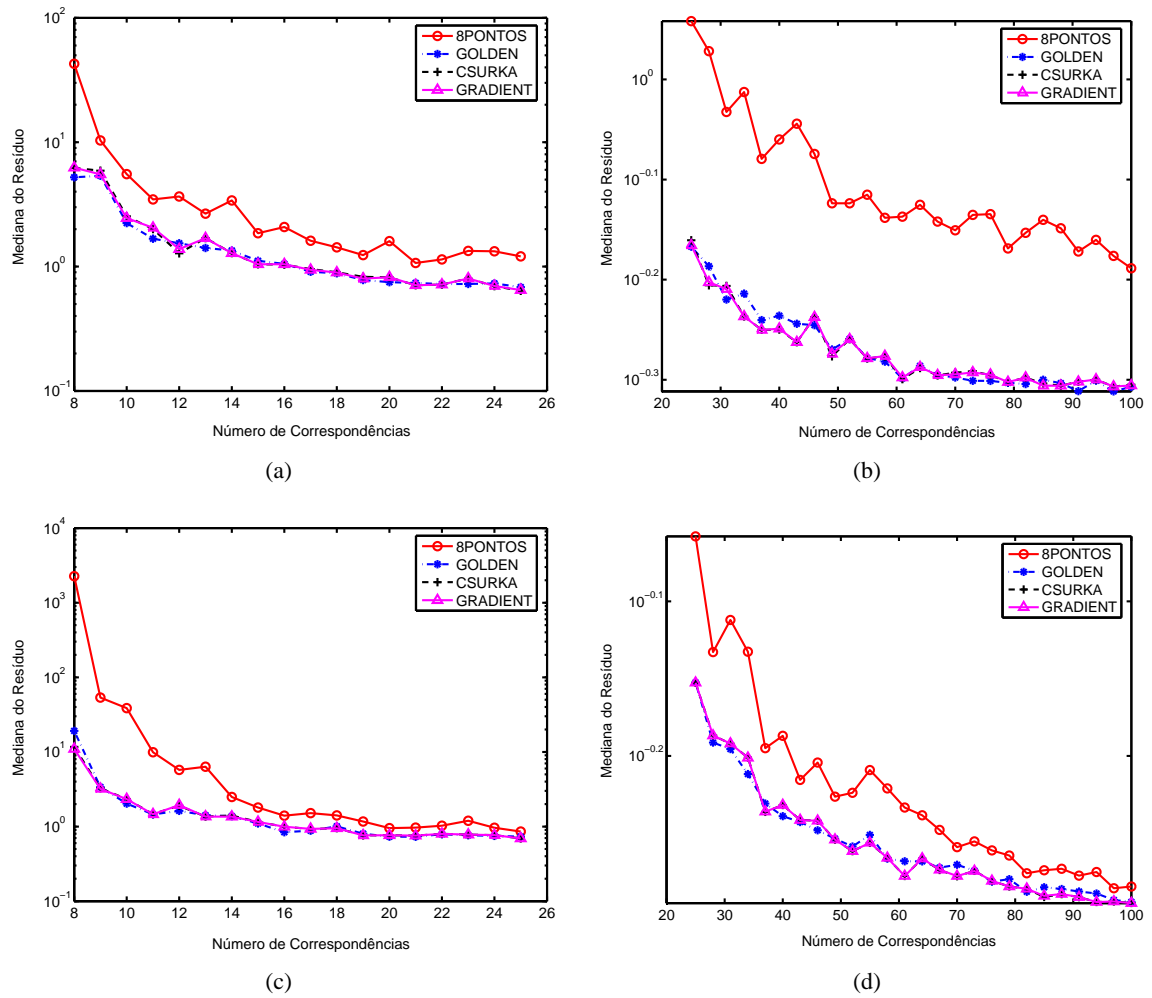 10^2
10^1
10^0
10^-1
Mediana do Resíduo
8 10 12 14 16 18 20 22 24 26
Número de Correspondências
8PONTOS
GOLDEN
CSURKA
GRADIENT
(a)
10^0
10^-0.1
10^-0.2
10^-0.3
Mediana do Resíduo
20 30 40 50 60 70 80 90 100
Número de Correspondências
8PONTOS
GOLDEN
CSURKA
GRADIENT
(b)
10^4
10^3
10^2
10^1
10^0
10^-1
Mediana do Resíduo
8 10 12 14 16 18 20 22 24 26
Número de Correspondências
8PONTOS
GOLDEN
CSURKA
GRADIENT
(c)
10^-0.1
10^-0.2
Mediana do Resíduo
20 30 40 50 60 70 80 90 100
Número de Correspondências
8PONTOS
GOLDEN
CSURKA
GRADIENT
(d)